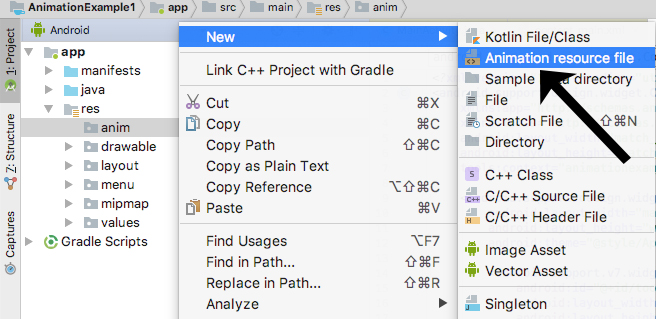 AnimationExample1 app src main res anim
1: Project
Z: Structure
Captures
Android
app
manifests
java
res
anim
drawable
layout
menu
mipmap
values
Gradle Scripts
New
Link C++ Project with Gradle
Cut ⌘X
Copy ⌘C
Copy Path ⇧⌘C
Copy as Plain Text
Copy Reference ⌥⇧⌘C
Paste ⌘V
Find Usages ⌥F7
Find in Path... ⇧⌘F
Replace in Path... ⇧⌘R
Analyze
Kotlin File/Class
Animation resource file
Sample directory
File
Scratch File ⇧⌘N
Directory
S C++ Class
C++ C/C++ Source File
H C/C++ Header File
Image Asset
Vector Asset
Singleton